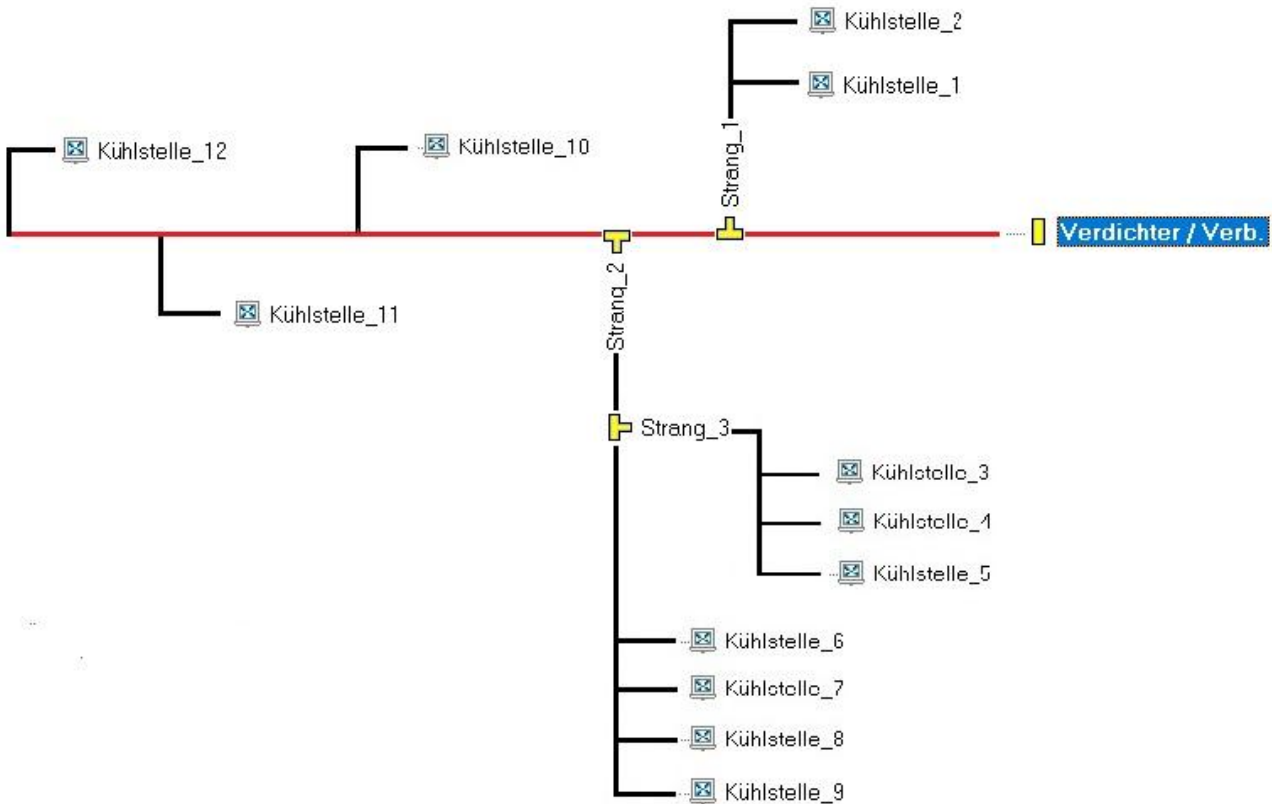 Kühlstelle_2
Kühlstelle_1
Strang_1
Kühlstelle_12
Kühlstelle_10
Verdichter / Verb.
Kühlstelle_11
Strang_2
Strang_3
Kühlstelle_3
Kühlstelle_4
Kühlstelle_5
Kühlstelle_6
Kühlstelle_7
Kühlstelle_8
Kühlstelle_9